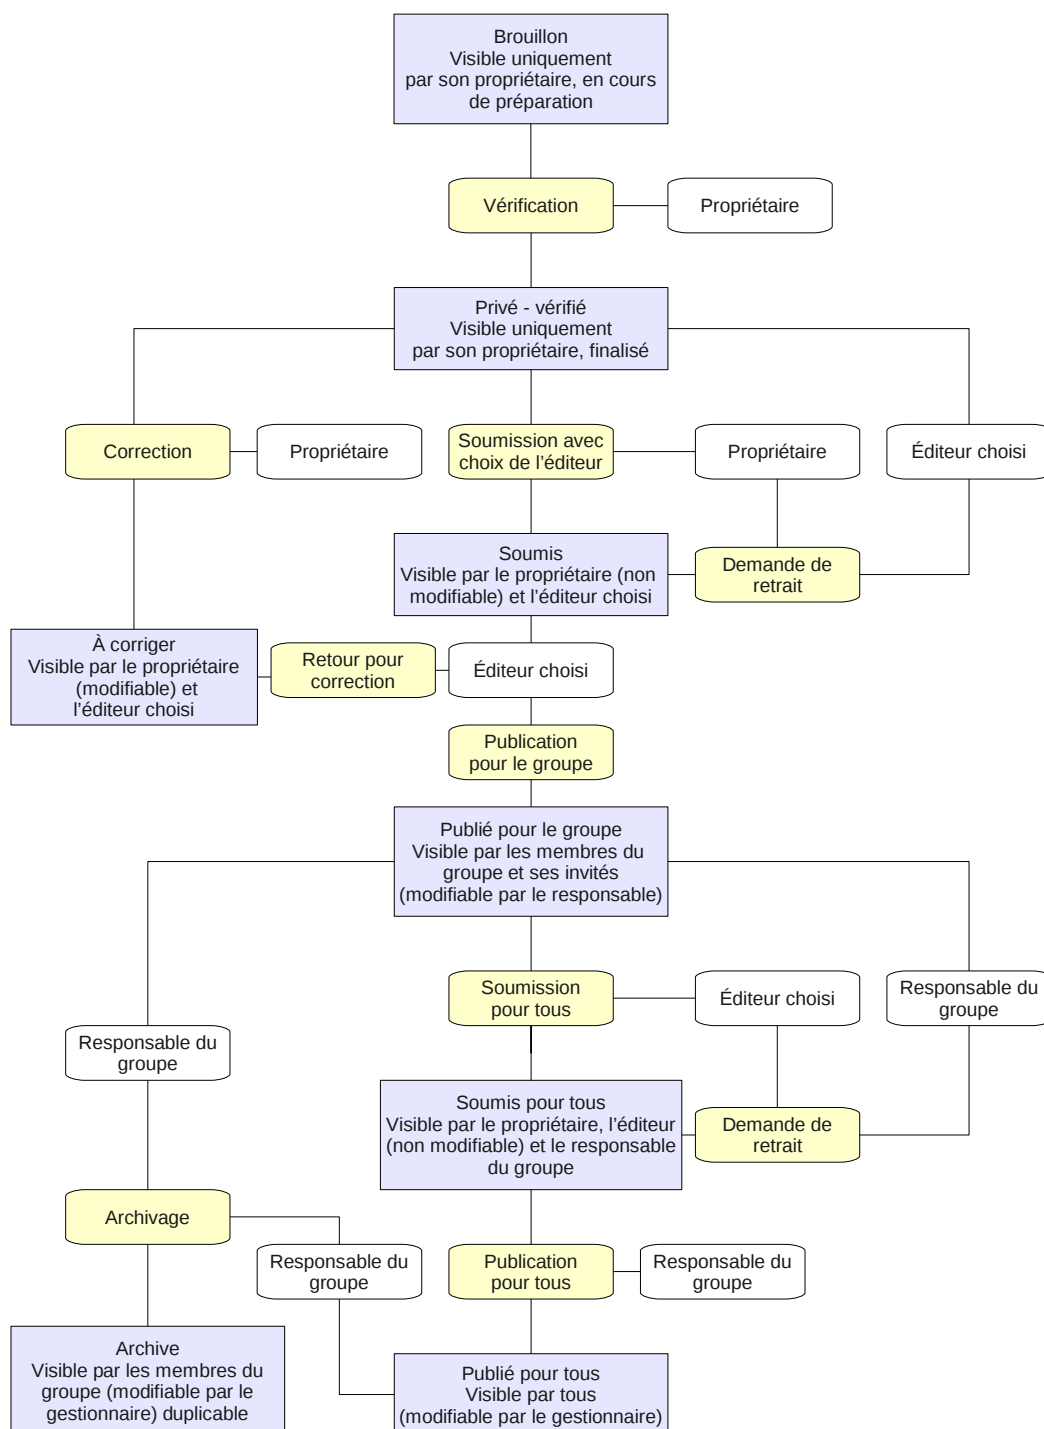 Brouillon
Visible uniquement
par son propriétaire, en cours
de préparation
Vérification
Propriétaire
Privé - vérifié
Visible uniquement
par son propriétaire, finalisé
Correction
Propriétaire
Soumission avec
choix de l’éditeur
Propriétaire
Éditeur choisi
Soumis
Visible par le propriétaire (non
modifiable) et l’éditeur choisi
Demande de
retrait
À corriger
Visible par le propriétaire
(modifiable) et
l’éditeur choisi
Retour pour
correction
Éditeur choisi
Publication
pour le groupe
Publié pour le groupe
Visible par les membres du
groupe et ses invités
(modifiable par le responsable)
Soumission
pour tous
Éditeur choisi
Responsable du
groupe
Responsable du
groupe
Soumis pour tous
Visible par le propriétaire, l’éditeur
(non modifiable) et le responsable
du groupe
Demande de
retrait
Archivage
Responsable du
groupe
Publication
pour tous
Responsable du
groupe
Archive
Visible par les membres du
groupe (modifiable par le
gestionnaire) duplicable
Publié pour tous
Visible par tous
(modifiable par le gestionnaire)